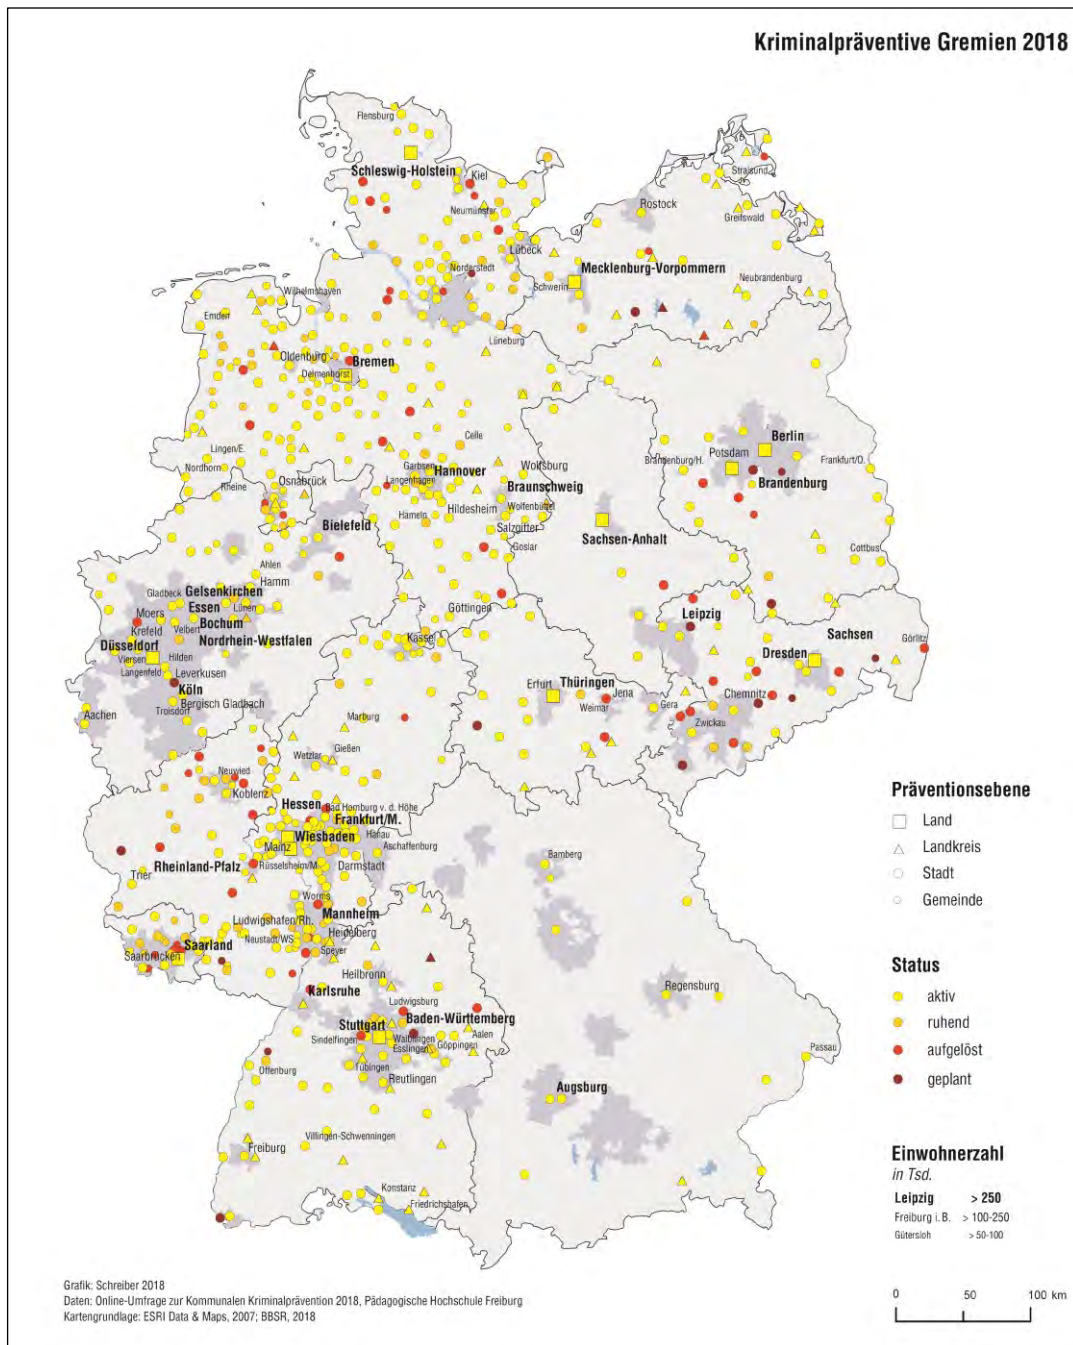 Kriminalpräventive Gremien 2018
Flensburg
Schleswig-Holstein
Kiel
Stralsund
Neumünster
Rostock
Greifswald
Lübeck
Norderstedt
Mecklenburg-Vorpommern
Schwerin
Neubrandenburg
Wilhelmshaven
Emden
Lüneburg
Oldenburg
Bremen
Delmenhorst
Celle
Berlin
Lingen/E.
Potsdam
Brandenburg/H.
Frankfurt/O.
Nordhorn
Garbsen
Hannover
Wolfsburg
Langenhagen
Brandenburg
Rheine
Osnabrück
Braunschweig
Hameln
Hildesheim
Wolfenbüttel
Bielefeld
Salzgitter
Sachsen-Anhalt
Goslar
Cottbus
Ahlen
Hamm
Gladbeck
Gelsenkirchen
Essen
Lünen
Göttingen
Moers
Bochum
Leipzig
Krefeld
Velbert
Nordrhein-Westfalen
Kassel
Sachsen
Görlitz
Düsseldorf
Dresden
Viersen
Hilden
Langenfeld
Leverkusen
Köln
Erfurt
Thüringen
Jena
Chemnitz
Bergisch Gladbach
Weimar
Gera
Aachen
Troisdorf
Marburg
Zwickau
Wetzlar
Gießen
Neuwied
Koblenz
Hessen
Bad Homburg v. d. Höhe
Frankfurt/M.
Wiesbaden
Hanau
Mainz
Aschaffenburg
Rheinland-Pfalz
Rüsselsheim/M.
Darmstadt
Bamberg
Trier
Worms
Mannheim
Ludwigshafen/Rh.
Heidelberg
Saarland
Neustadt/WS
Speyer
Saarbrücken
Heilbronn
Karlsruhe
Regensburg
Ludwigsburg
Stuttgart
Baden-Württemberg
Sindelfingen
Waiblingen
Aalen
Esslingen
Göppingen
Passau
Offenburg
Tübingen
Reutlingen
Augsburg
Villingen-Schwenningen
Freiburg
Konstanz
Friedrichshafen
Präventionsebene
Land
Landkreis
Stadt
Gemeinde
Status
aktiv
ruhend
aufgelöst
geplant
Einwohnerzahl
in Tsd.
Leipzig > 250
Freiburg i. B. > 100-250
Gütersloh > 50-100
0 50 100 km
Grafik: Schreiber 2018
Daten: Online-Umfrage zur Kommunalen Kriminalprävention 2018, Pädagogische Hochschule Freiburg
Kartengrundlage: ESRI Data & Maps, 2007; BBSR, 2018